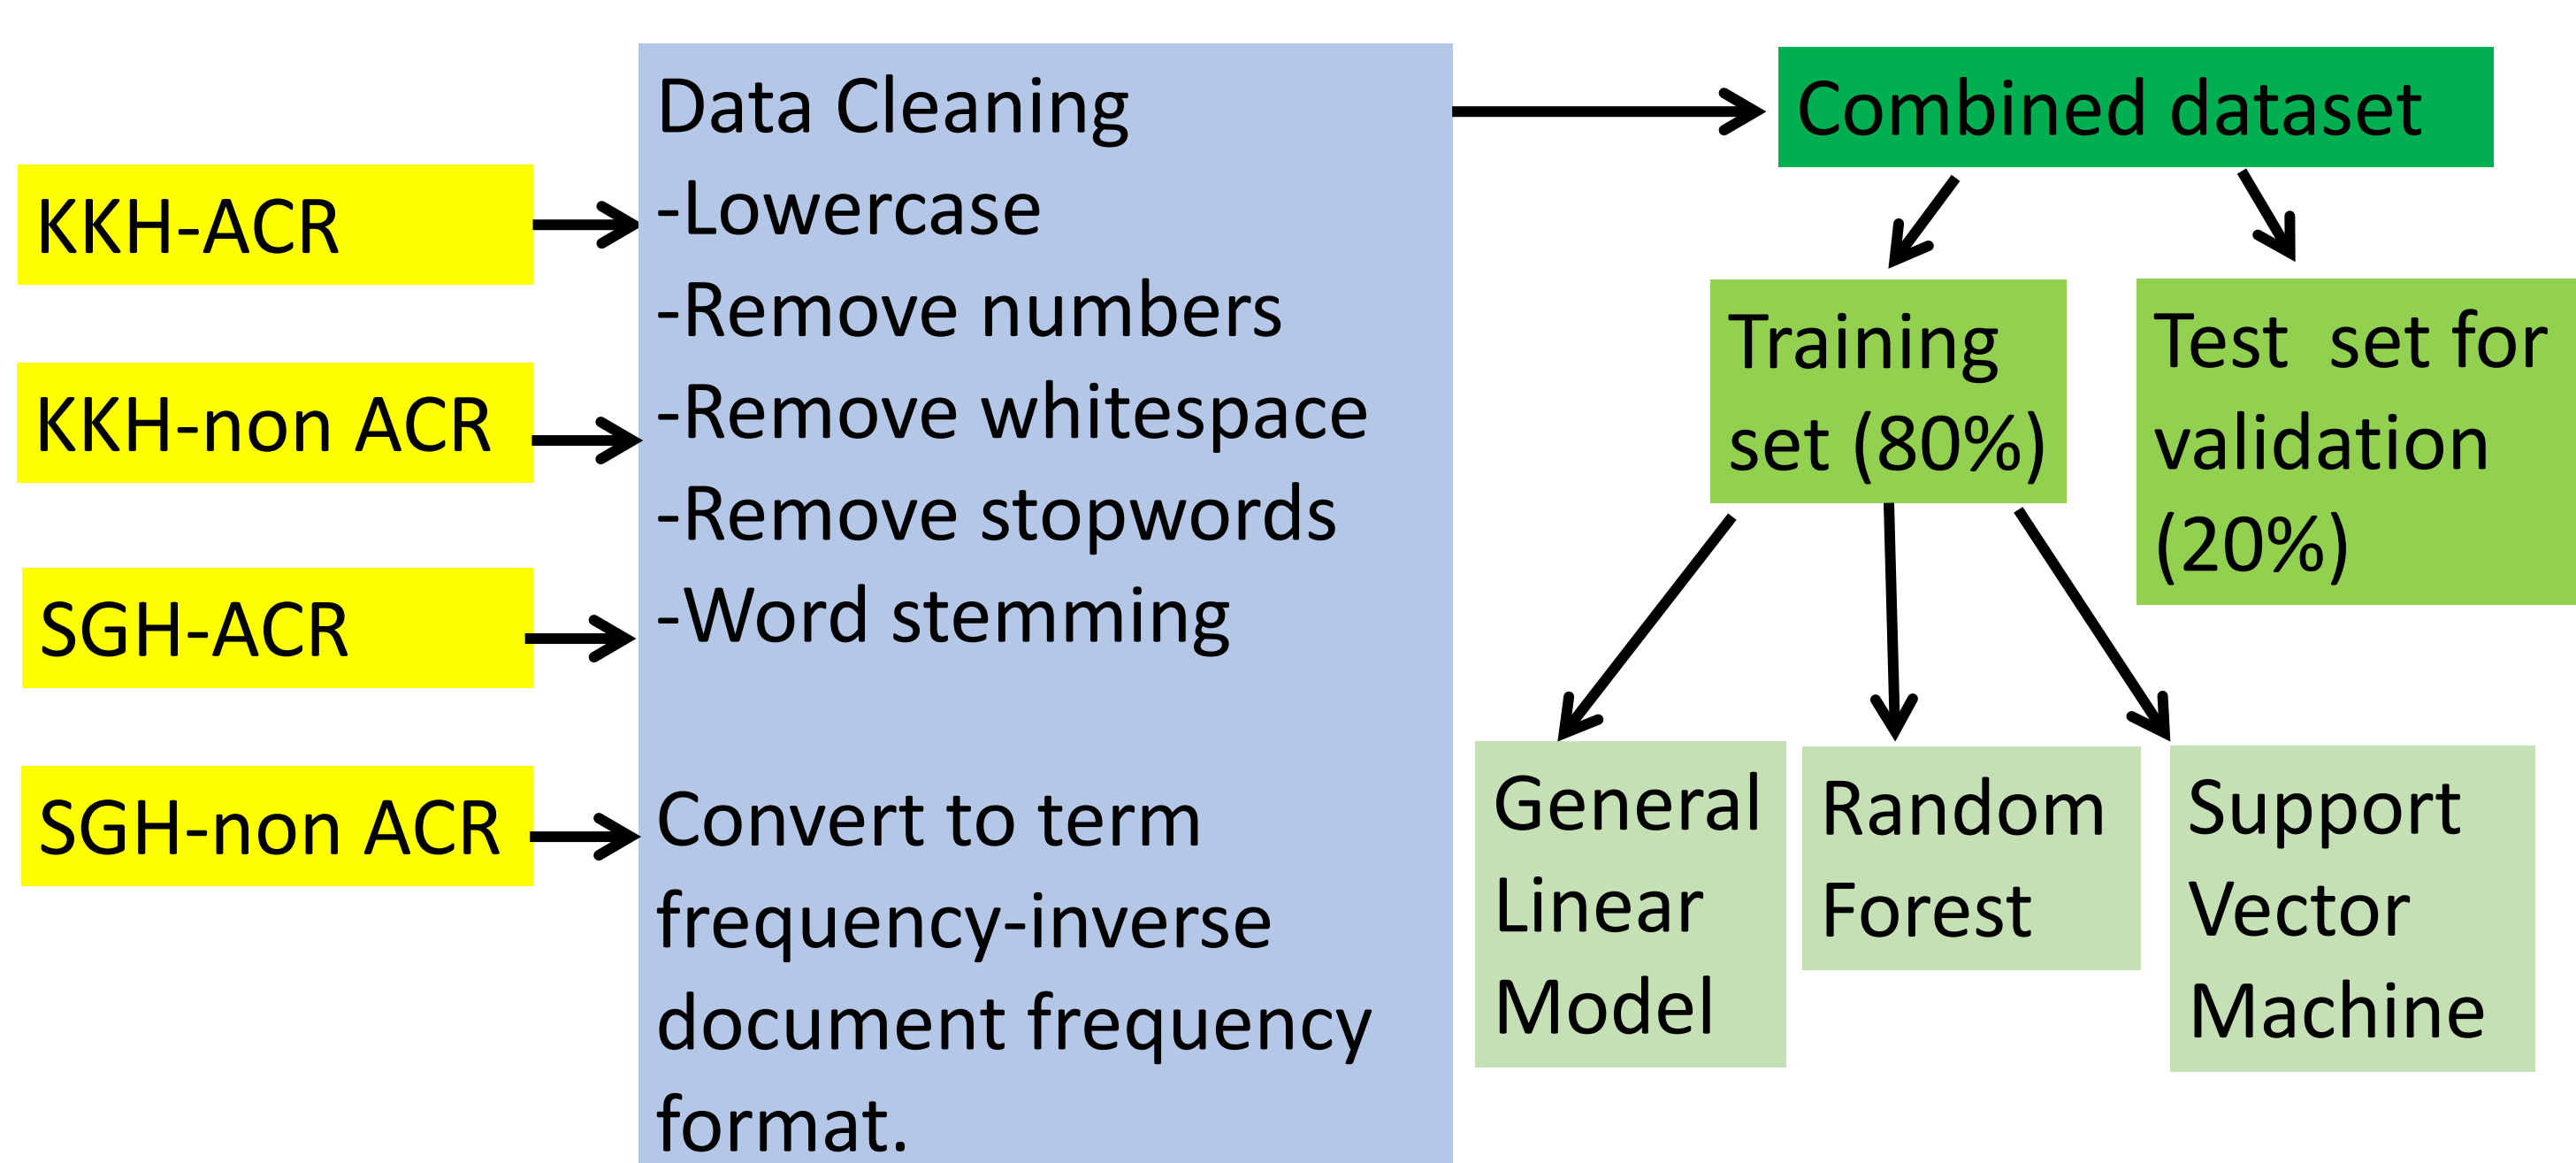 KKH-ACR
KKH-non ACR
SGH-ACR
SGH-non ACR
Data Cleaning
-Lowercase
-Remove numbers
-Remove whitespace
-Remove stopwords
-Word stemming
Convert to term
frequency-inverse
document frequency
format.
Combined dataset
Training
set (80%)
Test  set for
validation
(20%)
General
Linear
Model
Random
Forest
Support
Vector
Machine